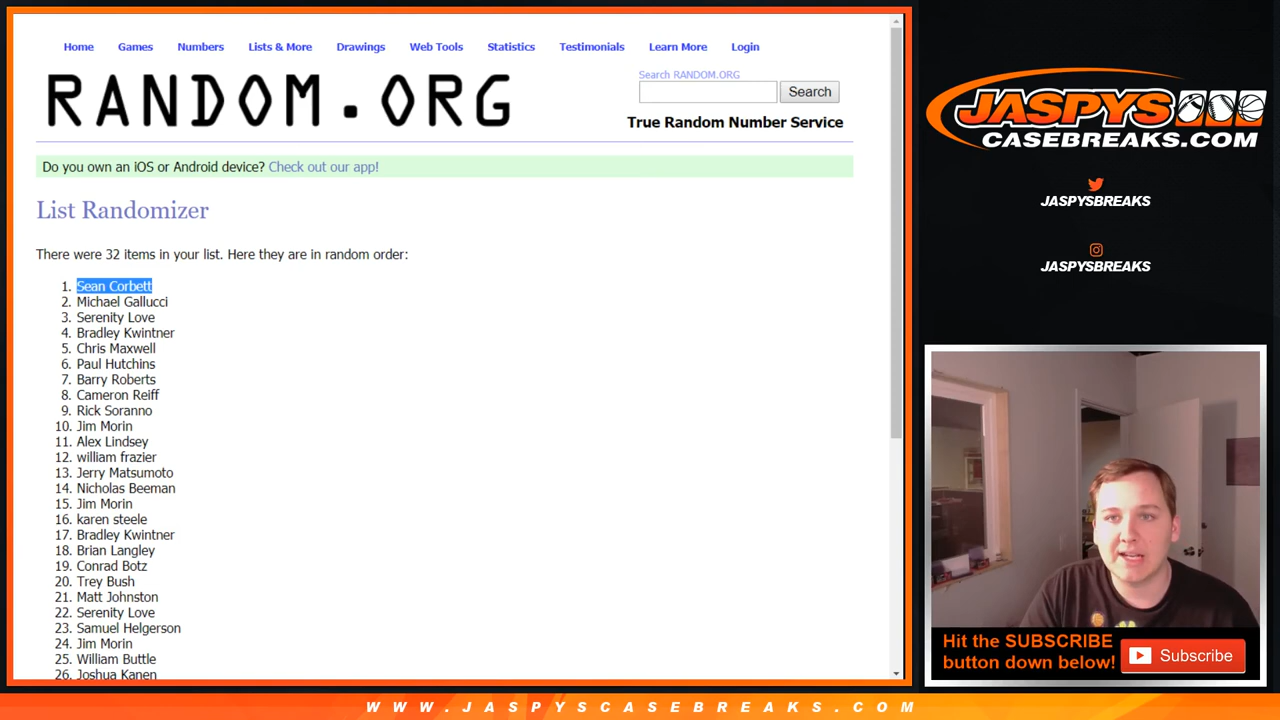 Home Games Numbers Lists & More Drawings Web Tools Statistics Testimonials Learn More Login
RANDOM.ORG
Search RANDOM.ORG
Search
True Random Number Service
Do you own an iOS or Android device? Check out our app!
List Randomizer
There were 32 items in your list. Here they are in random order:
1. Sean Corbett
2. Michael Gallucci
3. Serenity Love
4. Bradley Kwintner
5. Chris Maxwell
6. Paul Hutchins
7. Barry Roberts
8. Cameron Reiff
9. Rick Soranno
10. Jim Morin
11. Alex Lindsey
12. william frazier
13. Jerry Matsumoto
14. Nicholas Beeman
15. Jim Morin
16. karen steele
17. Bradley Kwintner
18. Brian Langley
19. Conrad Botz
20. Trey Bush
21. Matt Johnston
22. Serenity Love
23. Samuel Helgerson
24. Jim Morin
25. William Buttle
26. Joshua Kanen
JASPYS
CASEBREAKS.COM
JASPYSBREAKS
JASPYSBREAKS
Hit the SUBSCRIBE
button down below!
Subscribe
WWW.JASPYSCASEBREAKS.COM